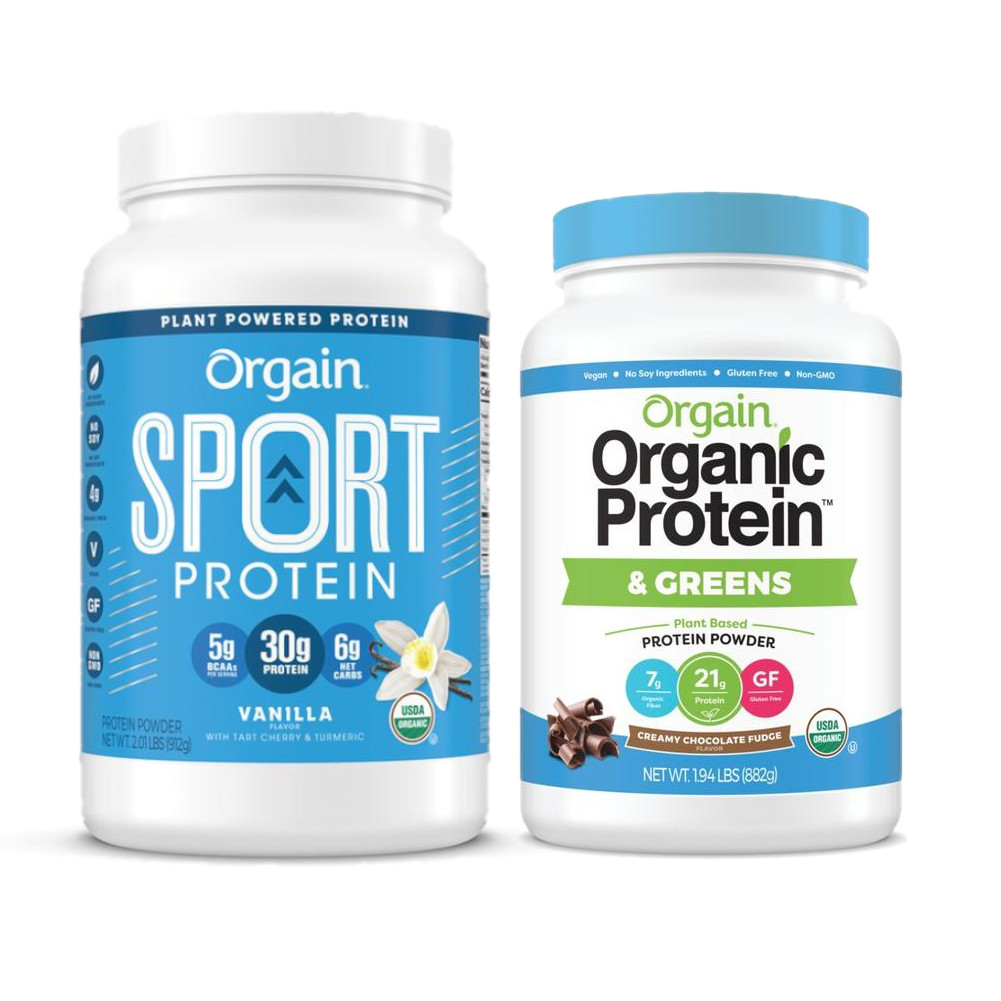 PLANT POWERED PROTEIN
Orgain
SPORT
PROTEIN
NO
SOY
4g
V
GF
NON
GMO
5g
BCAAs
PER SERVING
30g
PROTEIN
6g
NET
CARBS
VANILLA
FLAVOR
WITH TART CHERRY & TURMERIC
USDA
ORGANIC
PROTEIN POWDER
NET WT. 2.01 LBS (912g)
Vegan • No Soy Ingredients • Gluten Free • Non-GMO
Orgain
Organic
Protein™
& GREENS
Plant Based
PROTEIN POWDER
7g
Organic
Fiber
21g
Protein
GF
Gluten Free
CREAMY CHOCOLATE FUDGE
FLAVOR
USDA
ORGANIC
NET WT. 1.94 LBS (882g)